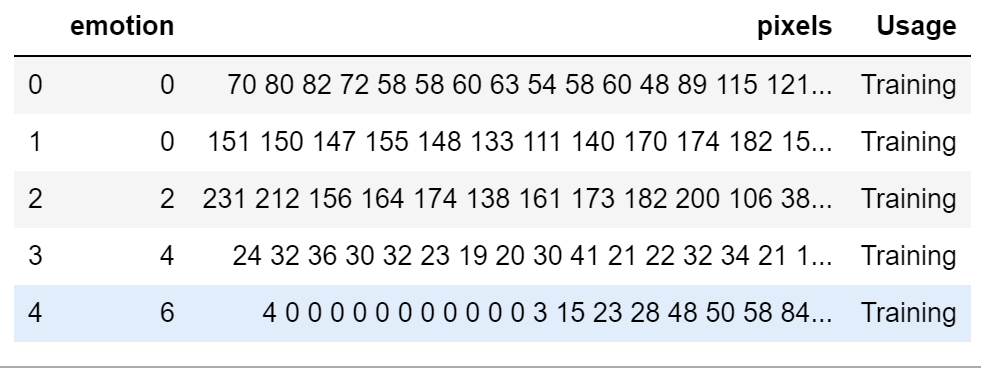 emotion pixels Usage
0 0 70 80 82 72 58 58 60 63 54 58 60 48 89 115 121... Training
1 0 151 150 147 155 148 133 111 140 170 174 182 15... Training
2 2 231 212 156 164 174 138 161 173 182 200 106 38... Training
3 4 24 32 36 30 32 23 19 20 30 41 21 22 32 34 21 1... Training
4 6 4 0 0 0 0 0 0 0 0 0 0 0 3 15 23 28 48 50 58 84... Training